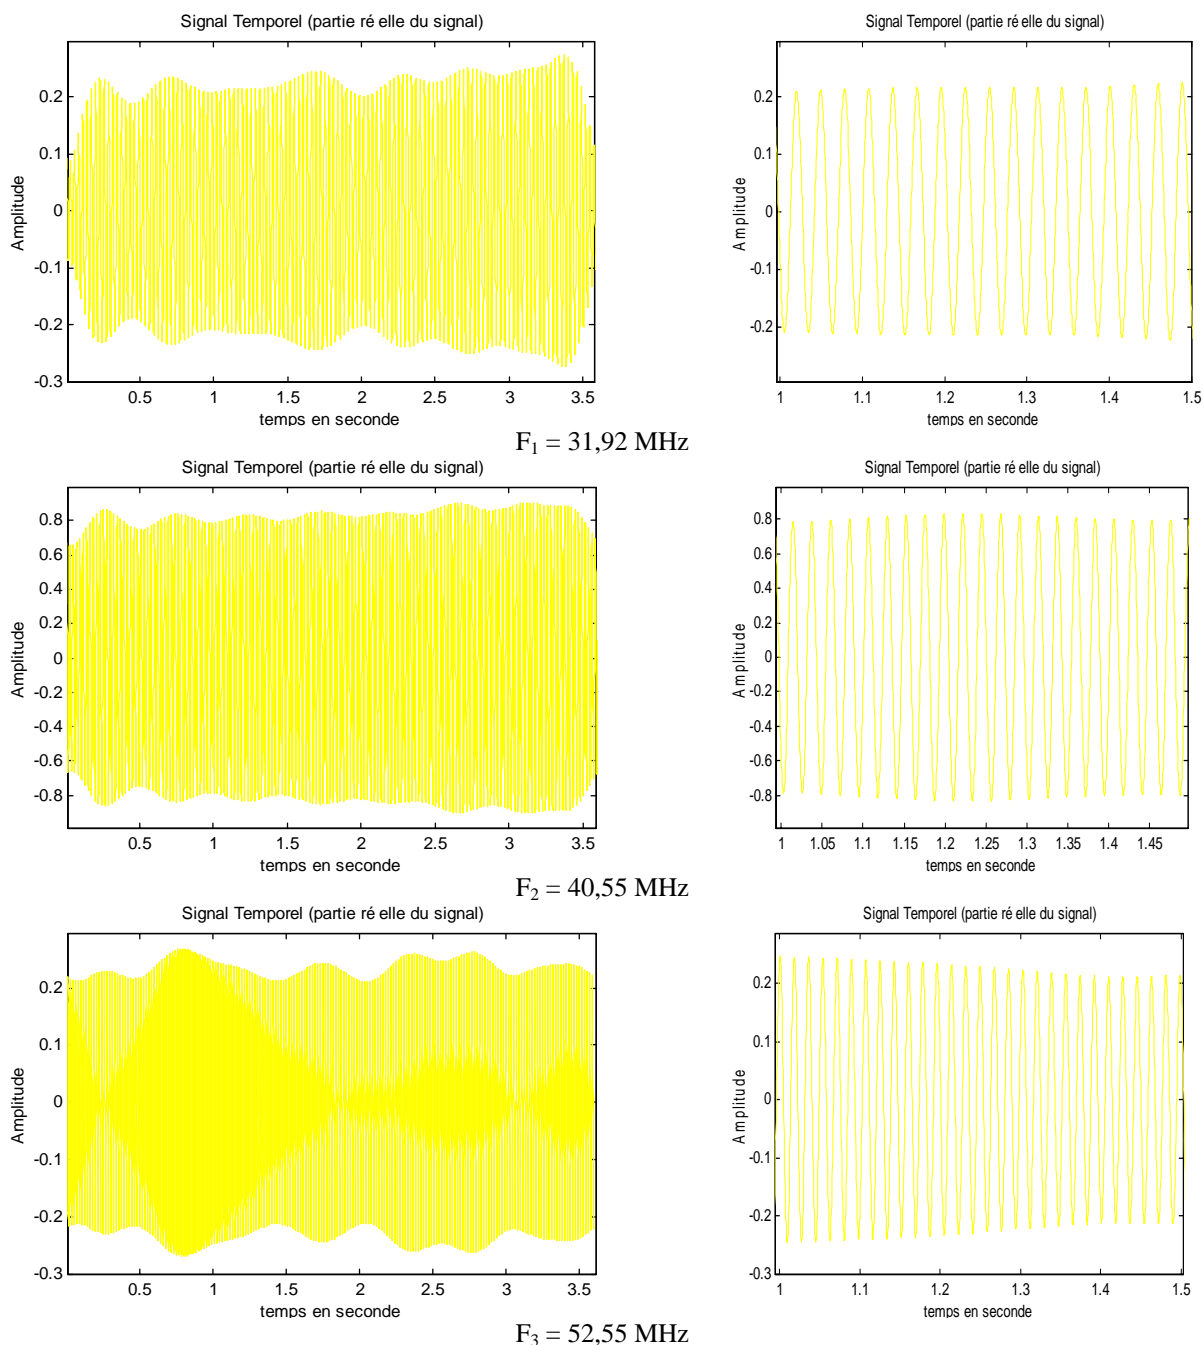 Signal Temporel (partie ré elle du signal)
Signal Temporel (partie ré elle du signal)
0.2
0.1
0
-0.1
-0.2
-0.3
Amplitude
0.5 1 1.5 2 2.5 3 3.5
temps en seconde
0.2
0.1
0
-0.1
-0.2
Amplitude
1 1.1 1.2 1.3 1.4 1.5
temps en seconde
F1 = 31,92 MHz
Signal Temporel (partie ré elle du signal)
Signal Temporel (partie ré elle du signal)
0.8
0.6
0.4
0.2
0
-0.2
-0.4
-0.6
-0.8
Amplitude
0.5 1 1.5 2 2.5 3 3.5
temps en seconde
0.8
0.6
0.4
0.2
0
-0.2
-0.4
-0.6
-0.8
Amplitude
1 1.05 1.1 1.15 1.2 1.25 1.3 1.35 1.4 1.45
temps en seconde
F2 = 40,55 MHz
Signal Temporel (partie ré elle du signal)
Signal Temporel (partie ré elle du signal)
0.2
0.1
0
-0.1
-0.2
-0.3
Amplitude
0.5 1 1.5 2 2.5 3 3.5
temps en seconde
0.2
0.1
0
-0.1
-0.2
-0.3
Amplitude
1 1.1 1.2 1.3 1.4 1.5
temps en seconde
F3 = 52,55 MHz